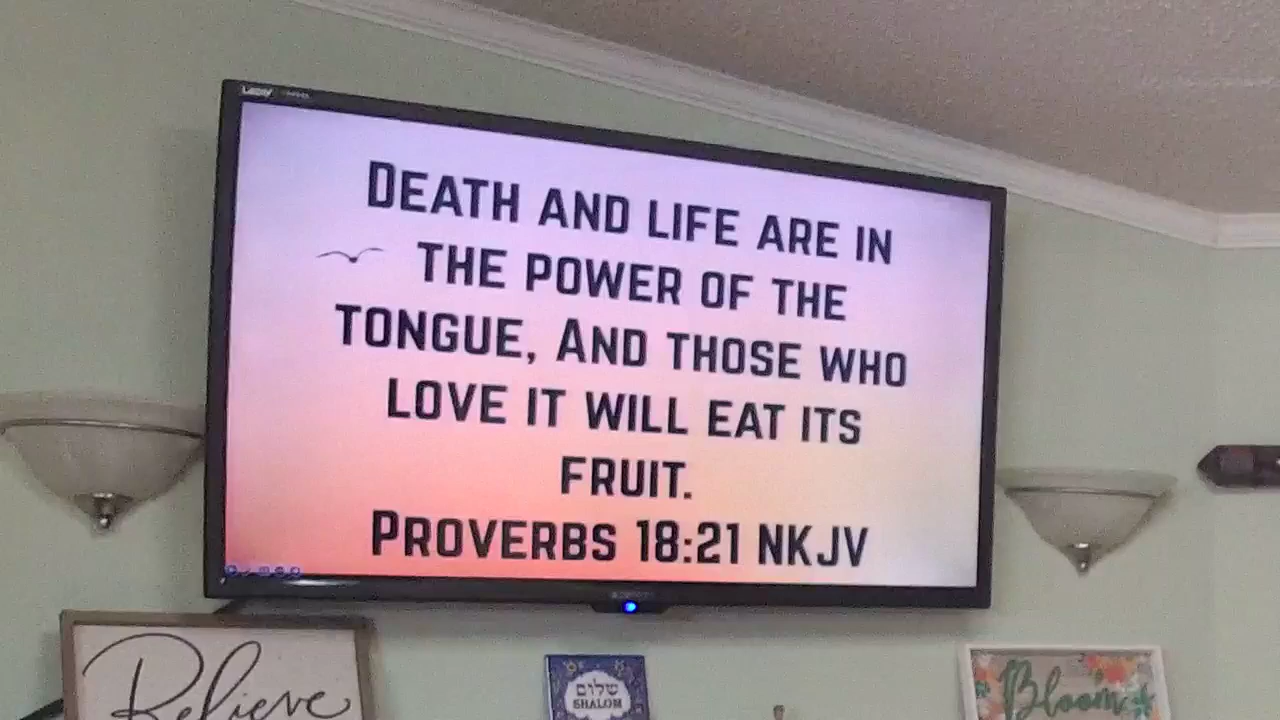 Death and life are in
the power of the
tongue, And those who
love it will eat its
fruit.
Proverbs 18:21 NKJV
Believe
שלום
SHALOM
Bloom